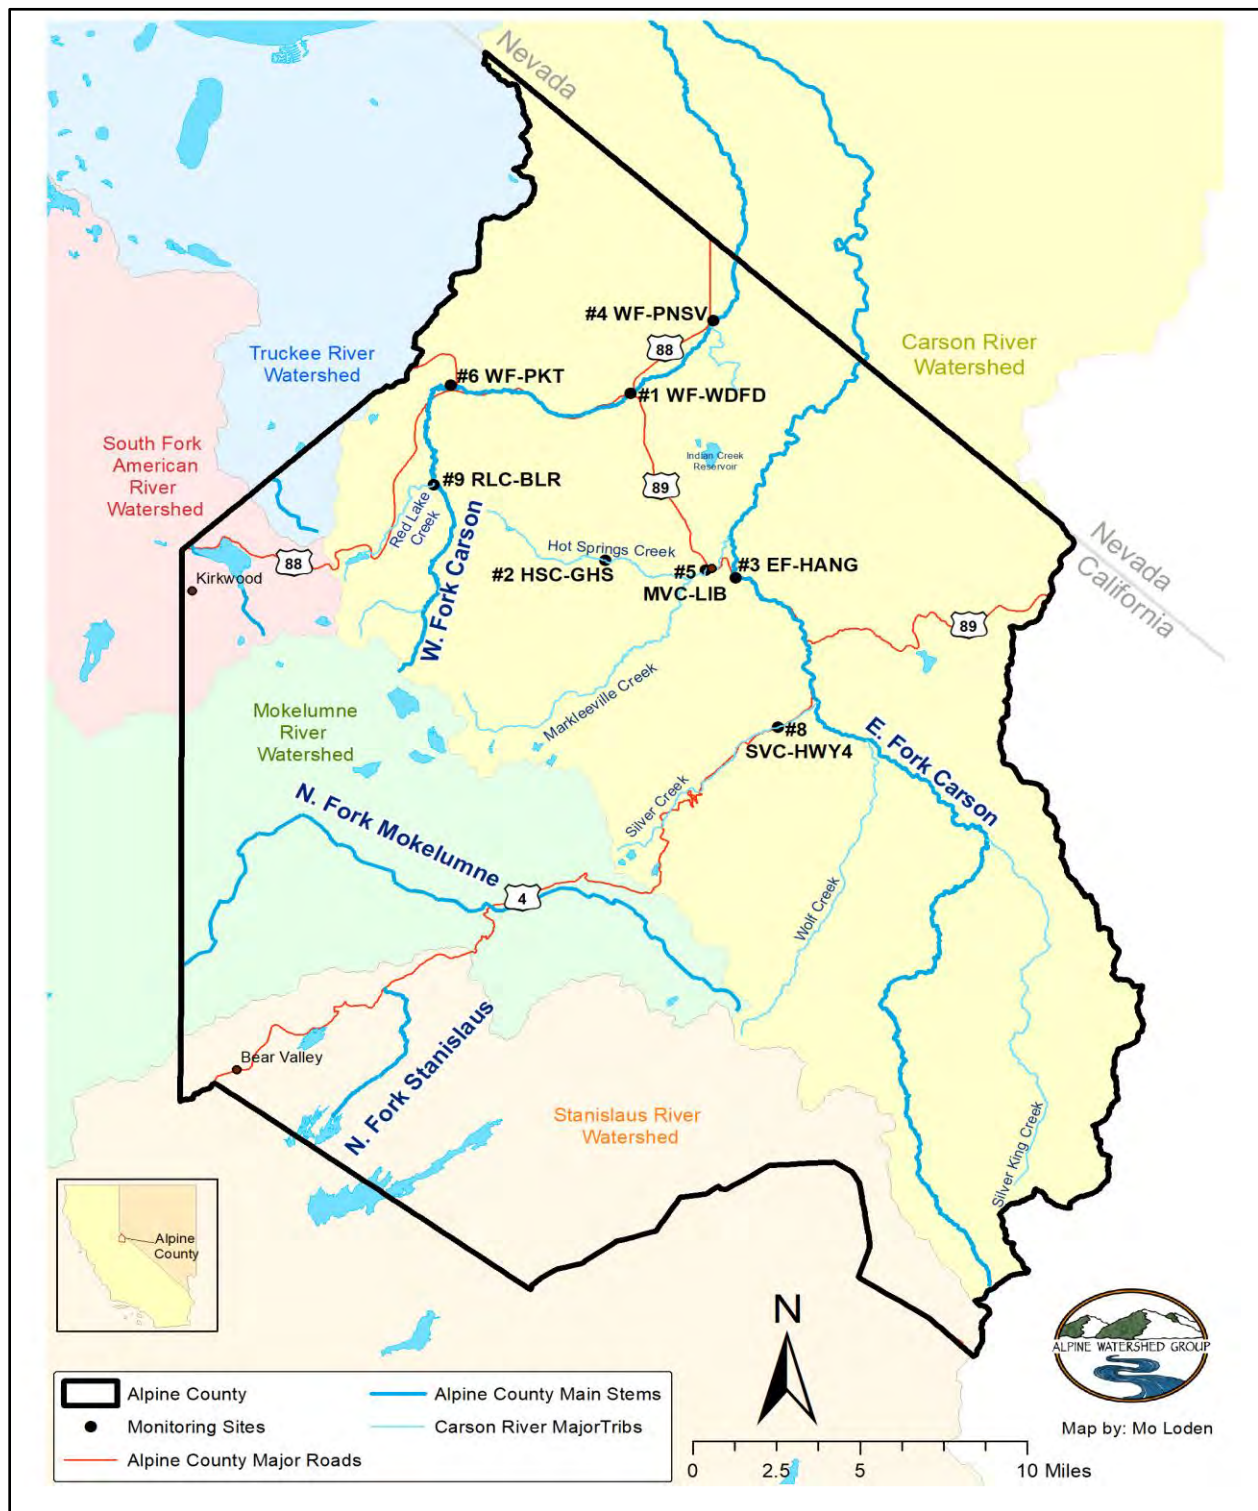 Nevada
#4 WF-PNSV
88
Carson River
Watershed
Truckee River
Watershed
#6 WF-PKT
#1 WF-WDFD
South Fork
American
River
Watershed
Indian Creek
Reservoir
#9 RLC-BLR
89
Red Lake
Creek
W. Fork Carson
Hot Springs Creek
88
Kirkwood
#2 HSC-GHS
#5
MVC-LIB
#3 EF-HANG
Nevada
California
89
Mokelumne
River
Watershed
Markleeville Creek
#8
SVC-HWY4
E. Fork Carson
Silver Creek
N. Fork Mokelumne
4
Wolf Creek
N. Fork Stanislaus
Bear Valley
Stanislaus River
Watershed
Silver King Creek
Alpine
County
N
ALPINE WATERSHED GROUP
Map by: Mo Loden
Alpine County
Alpine County Main Stems
Monitoring Sites
Carson River MajorTribs
Alpine County Major Roads
0 2.5 5 10 Miles